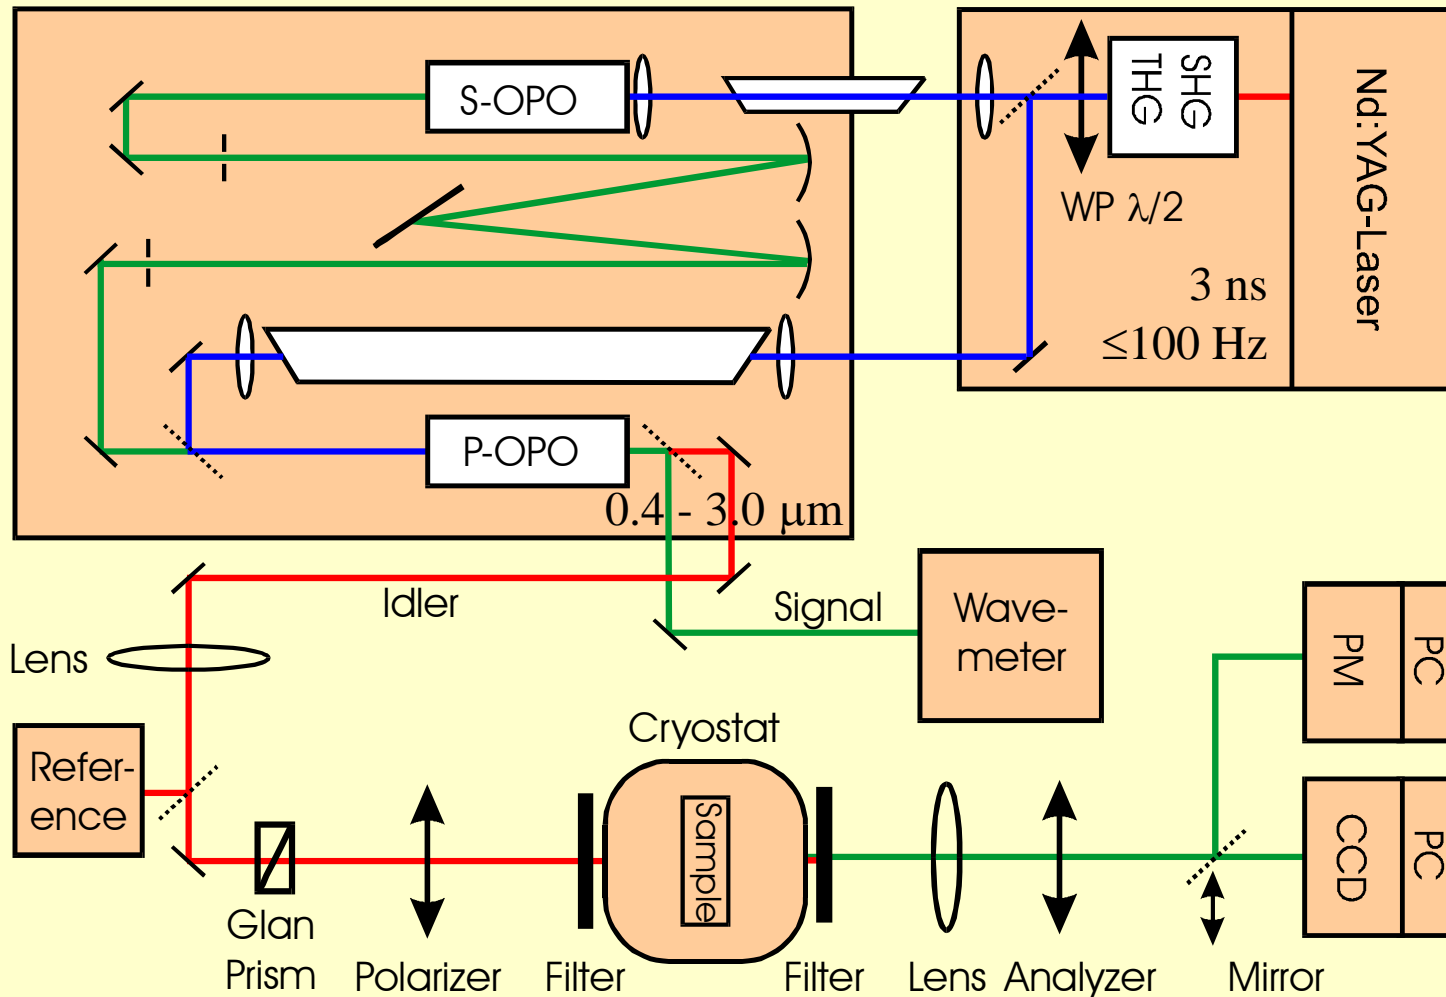 S-OPO
SHG
THG
Nd:YAG-Laser
WP λ/2
3 ns
≤100 Hz
P-OPO
0.4 - 3.0 μm
Idler
Signal
Wave-
meter
Lens
PM
PC
Refer-
ence
Cryostat
Sample
CCD
PC
Glan
Prism
Polarizer
Filter
Filter
Lens
Analyzer
Mirror